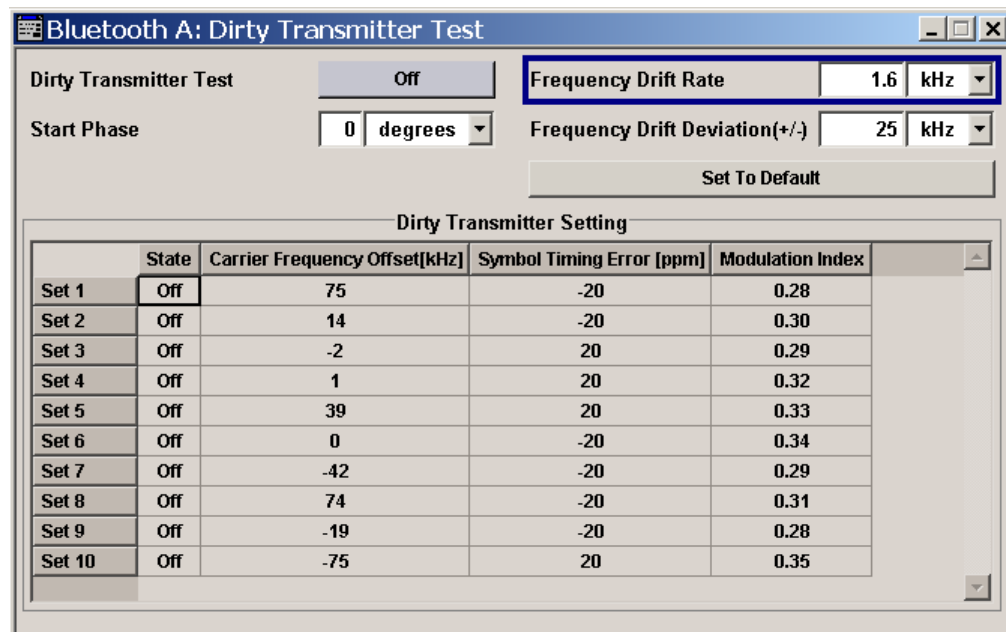 Bluetooth A: Dirty Transmitter Test
Dirty Transmitter Test Off Frequency Drift Rate 1.6 kHz
Start Phase 0 degrees Frequency Drift Deviation(+/-) 25 kHz
Set To Default
Dirty Transmitter Setting
State Carrier Frequency Offset[kHz] Symbol Timing Error [ppm] Modulation Index
Set 1 Off 75 -20 0.28
Set 2 Off 14 -20 0.30
Set 3 Off -2 20 0.29
Set 4 Off 1 20 0.32
Set 5 Off 39 20 0.33
Set 6 Off 0 -20 0.34
Set 7 Off -42 -20 0.29
Set 8 Off 74 -20 0.31
Set 9 Off -19 -20 0.28
Set 10 Off -75 20 0.35